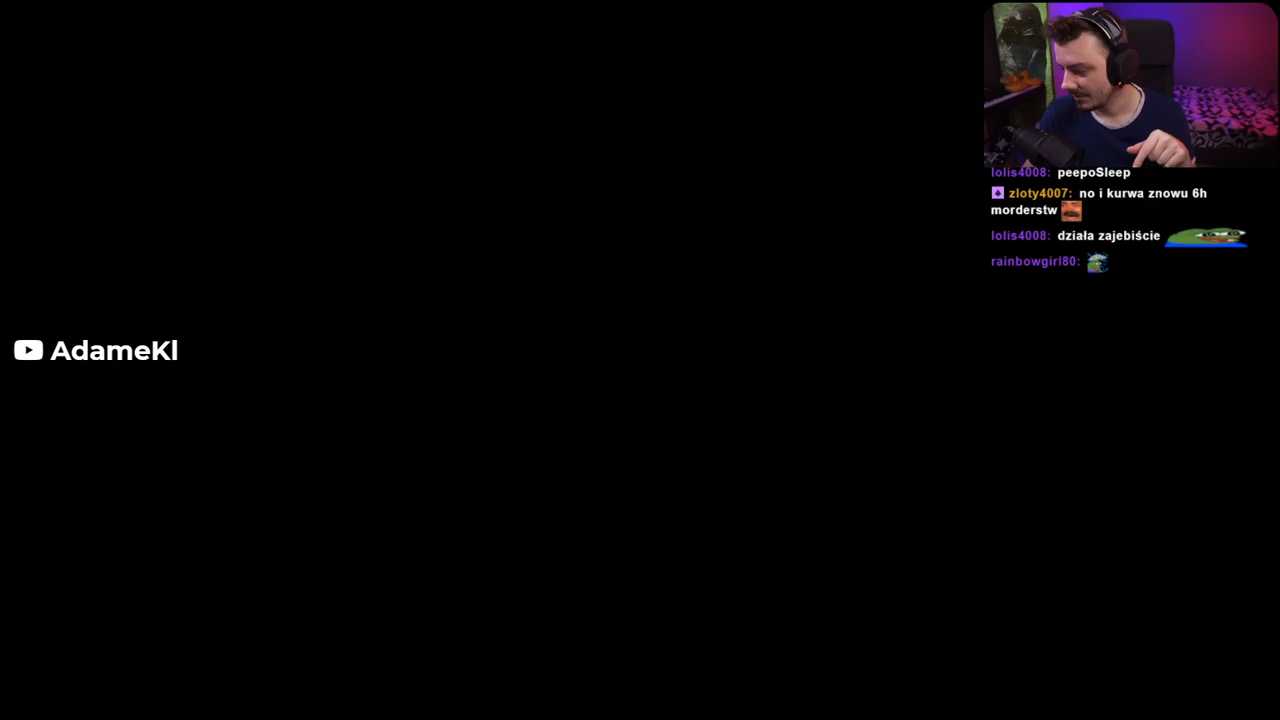 lolis4008: peepoSleep
zloty4007: no i kurwa znowu 6h
morderstw
lolis4008: działa zajebiście
rainbowgirl80:
AdameKl